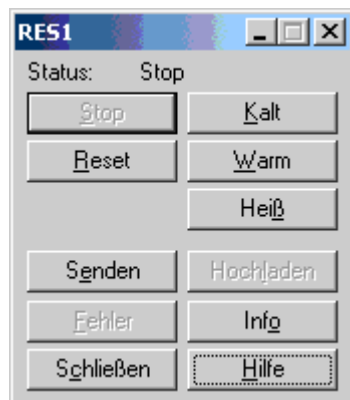 RES1
Status: Stop
Stop Kalt
Reset Warm
Heiß
Senden Hochladen
Fehler Info
Schließen Hilfe